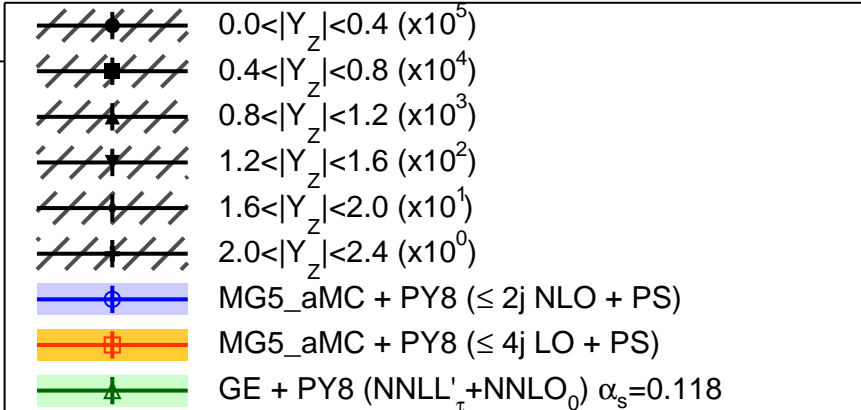 0.0<|Y_Z|<0.4 (x10^5)
0.4<|Y_Z|<0.8 (x10^4)
0.8<|Y_Z|<1.2 (x10^3)
1.2<|Y_Z|<1.6 (x10^2)
1.6<|Y_Z|<2.0 (x10^1)
2.0<|Y_Z|<2.4 (x10^0)
MG5_aMC + PY8 (≤ 2j NLO + PS)
MG5_aMC + PY8 (≤ 4j LO + PS)
GE + PY8 (NNLL'_τ+NNLO_0) α_s=0.118